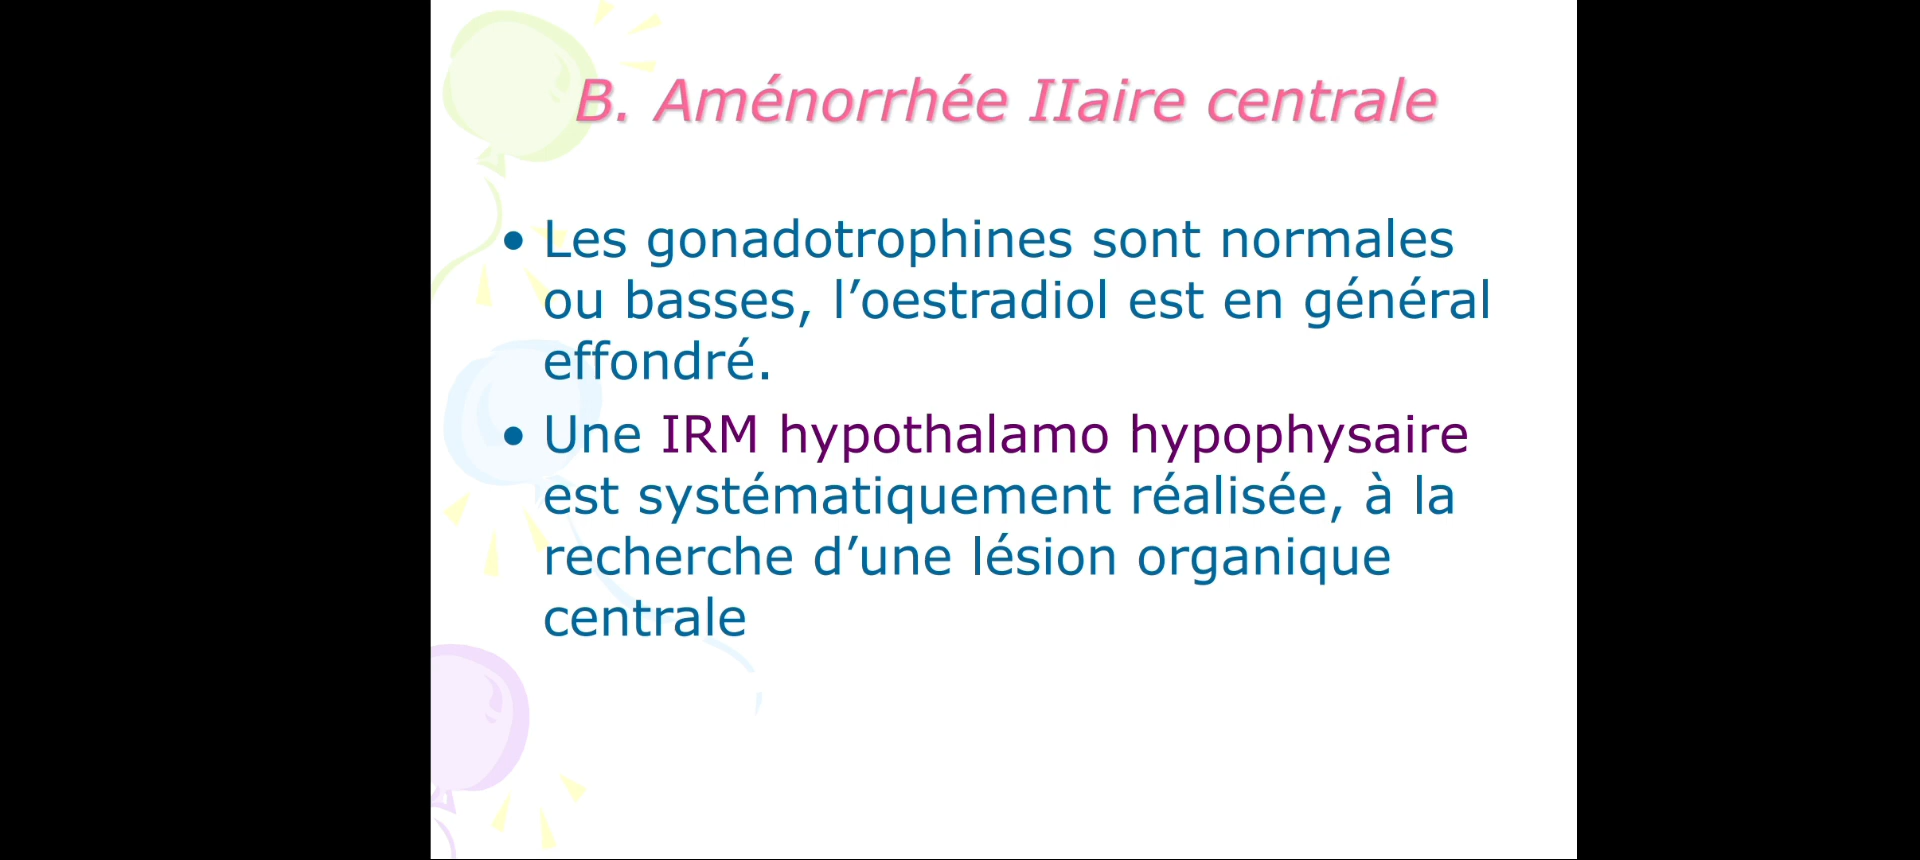 B. Aménorrhée IIaire centrale
• Les gonadotrophines sont normales
ou basses, l’oestradiol est en général
effondré.
• Une IRM hypothalamo hypophysaire
est systématiquement réalisée, à la
recherche d’une lésion organique
centrale